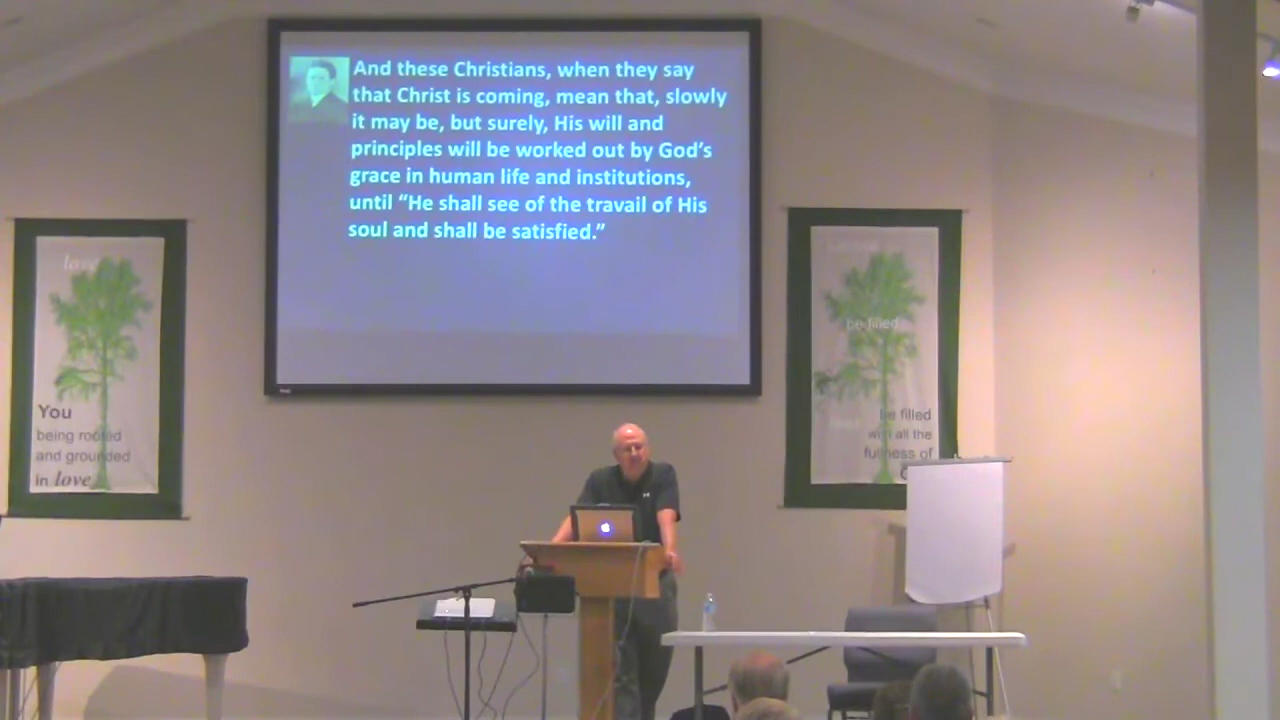 And these Christians, when they say
that Christ is coming, mean that, slowly
it may be, but surely, His will and
principles will be worked out by God's
grace in human life and institutions,
until “He shall see of the travail of His
soul and shall be satisfied.”
love
You
being rooted
and grounded
in love
be filled
be filled
with all the
fullness of